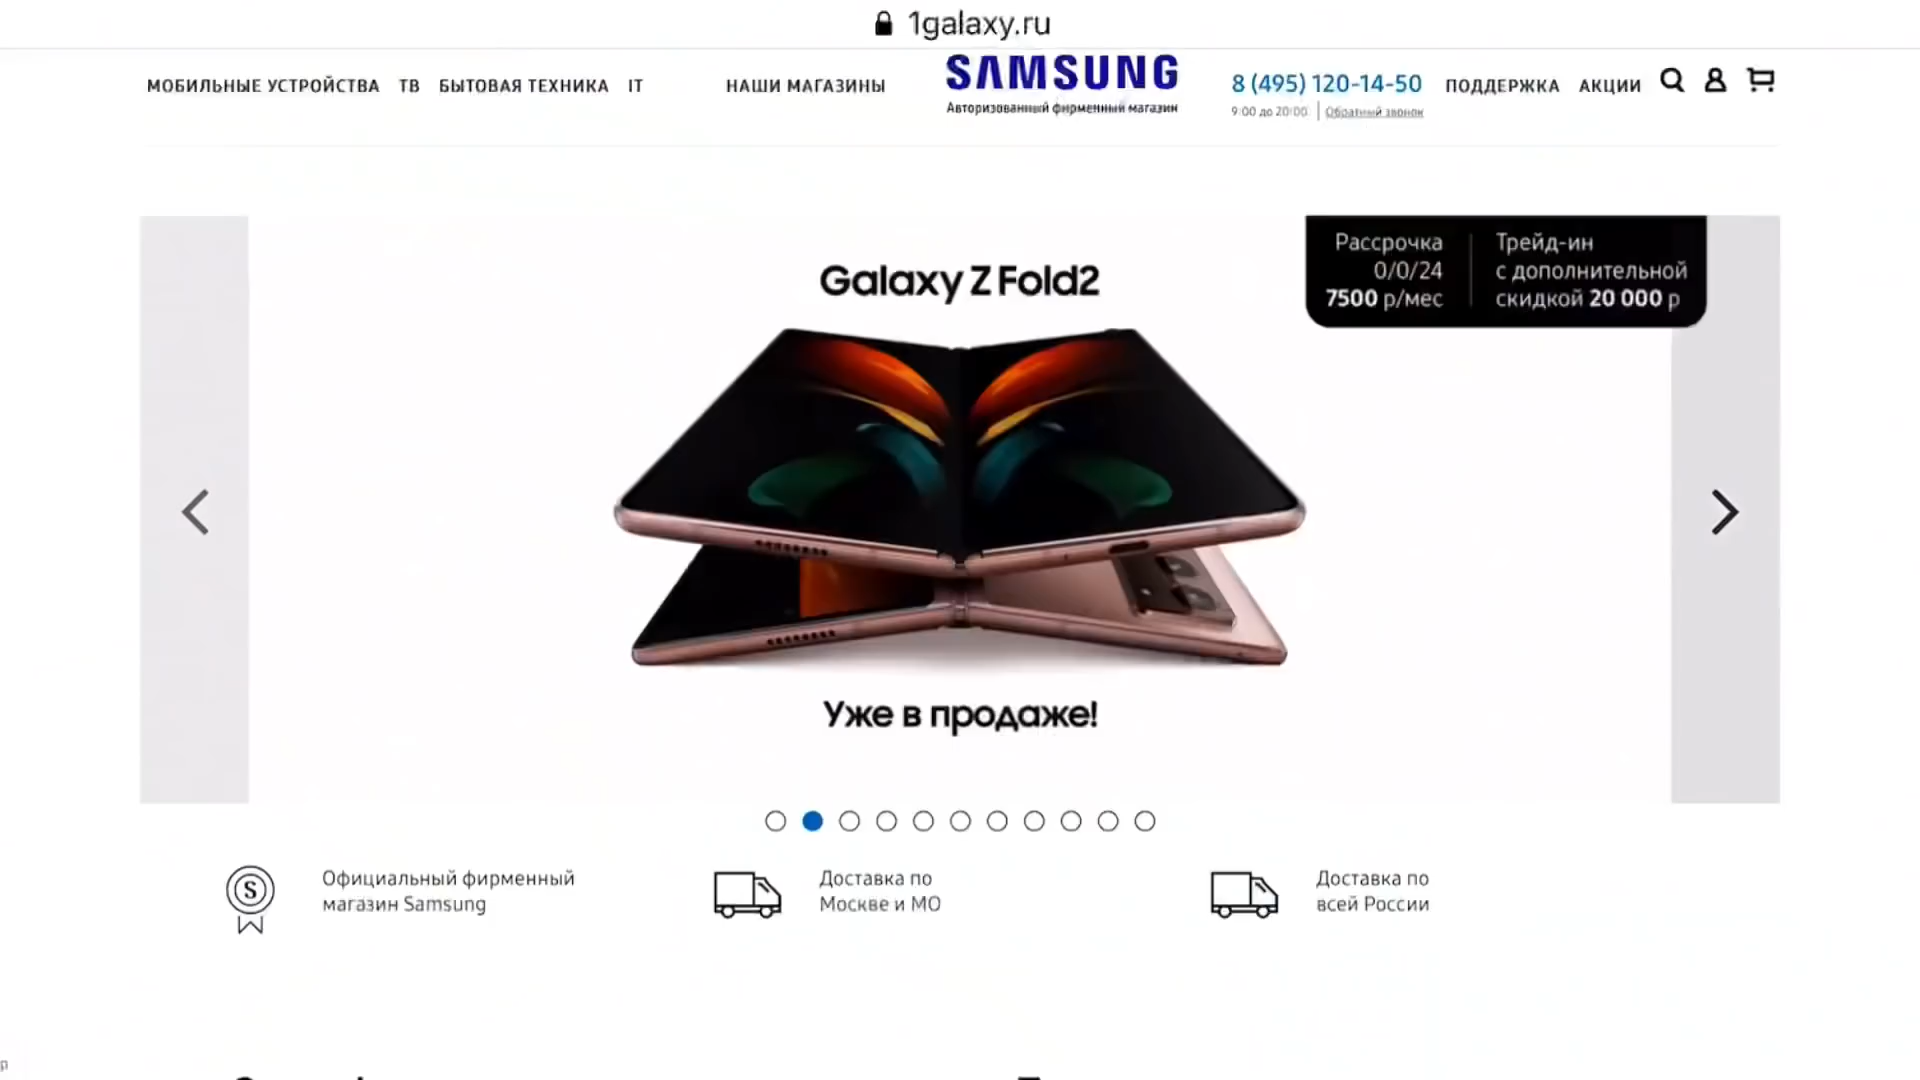 1galaxy.ru
МОБИЛЬНЫЕ УСТРОЙСТВА ТВ БЫТОВАЯ ТЕХНИКА IT НАШИ МАГАЗИНЫ
SAMSUNG
Авторизованный фирменный магазин
8 (495) 120-14-50
9:00 до 20:00 | Обратный звонок
ПОДДЕРЖКА АКЦИИ
Рассрочка
0/0/24
7500 р/мес
Трейд-ин
с дополнительной
скидкой 20 000 р
Galaxy Z Fold2
Уже в продаже!
S
Официальный фирменный
магазин Samsung
Доставка по
Москве и МО
Доставка по
всей России